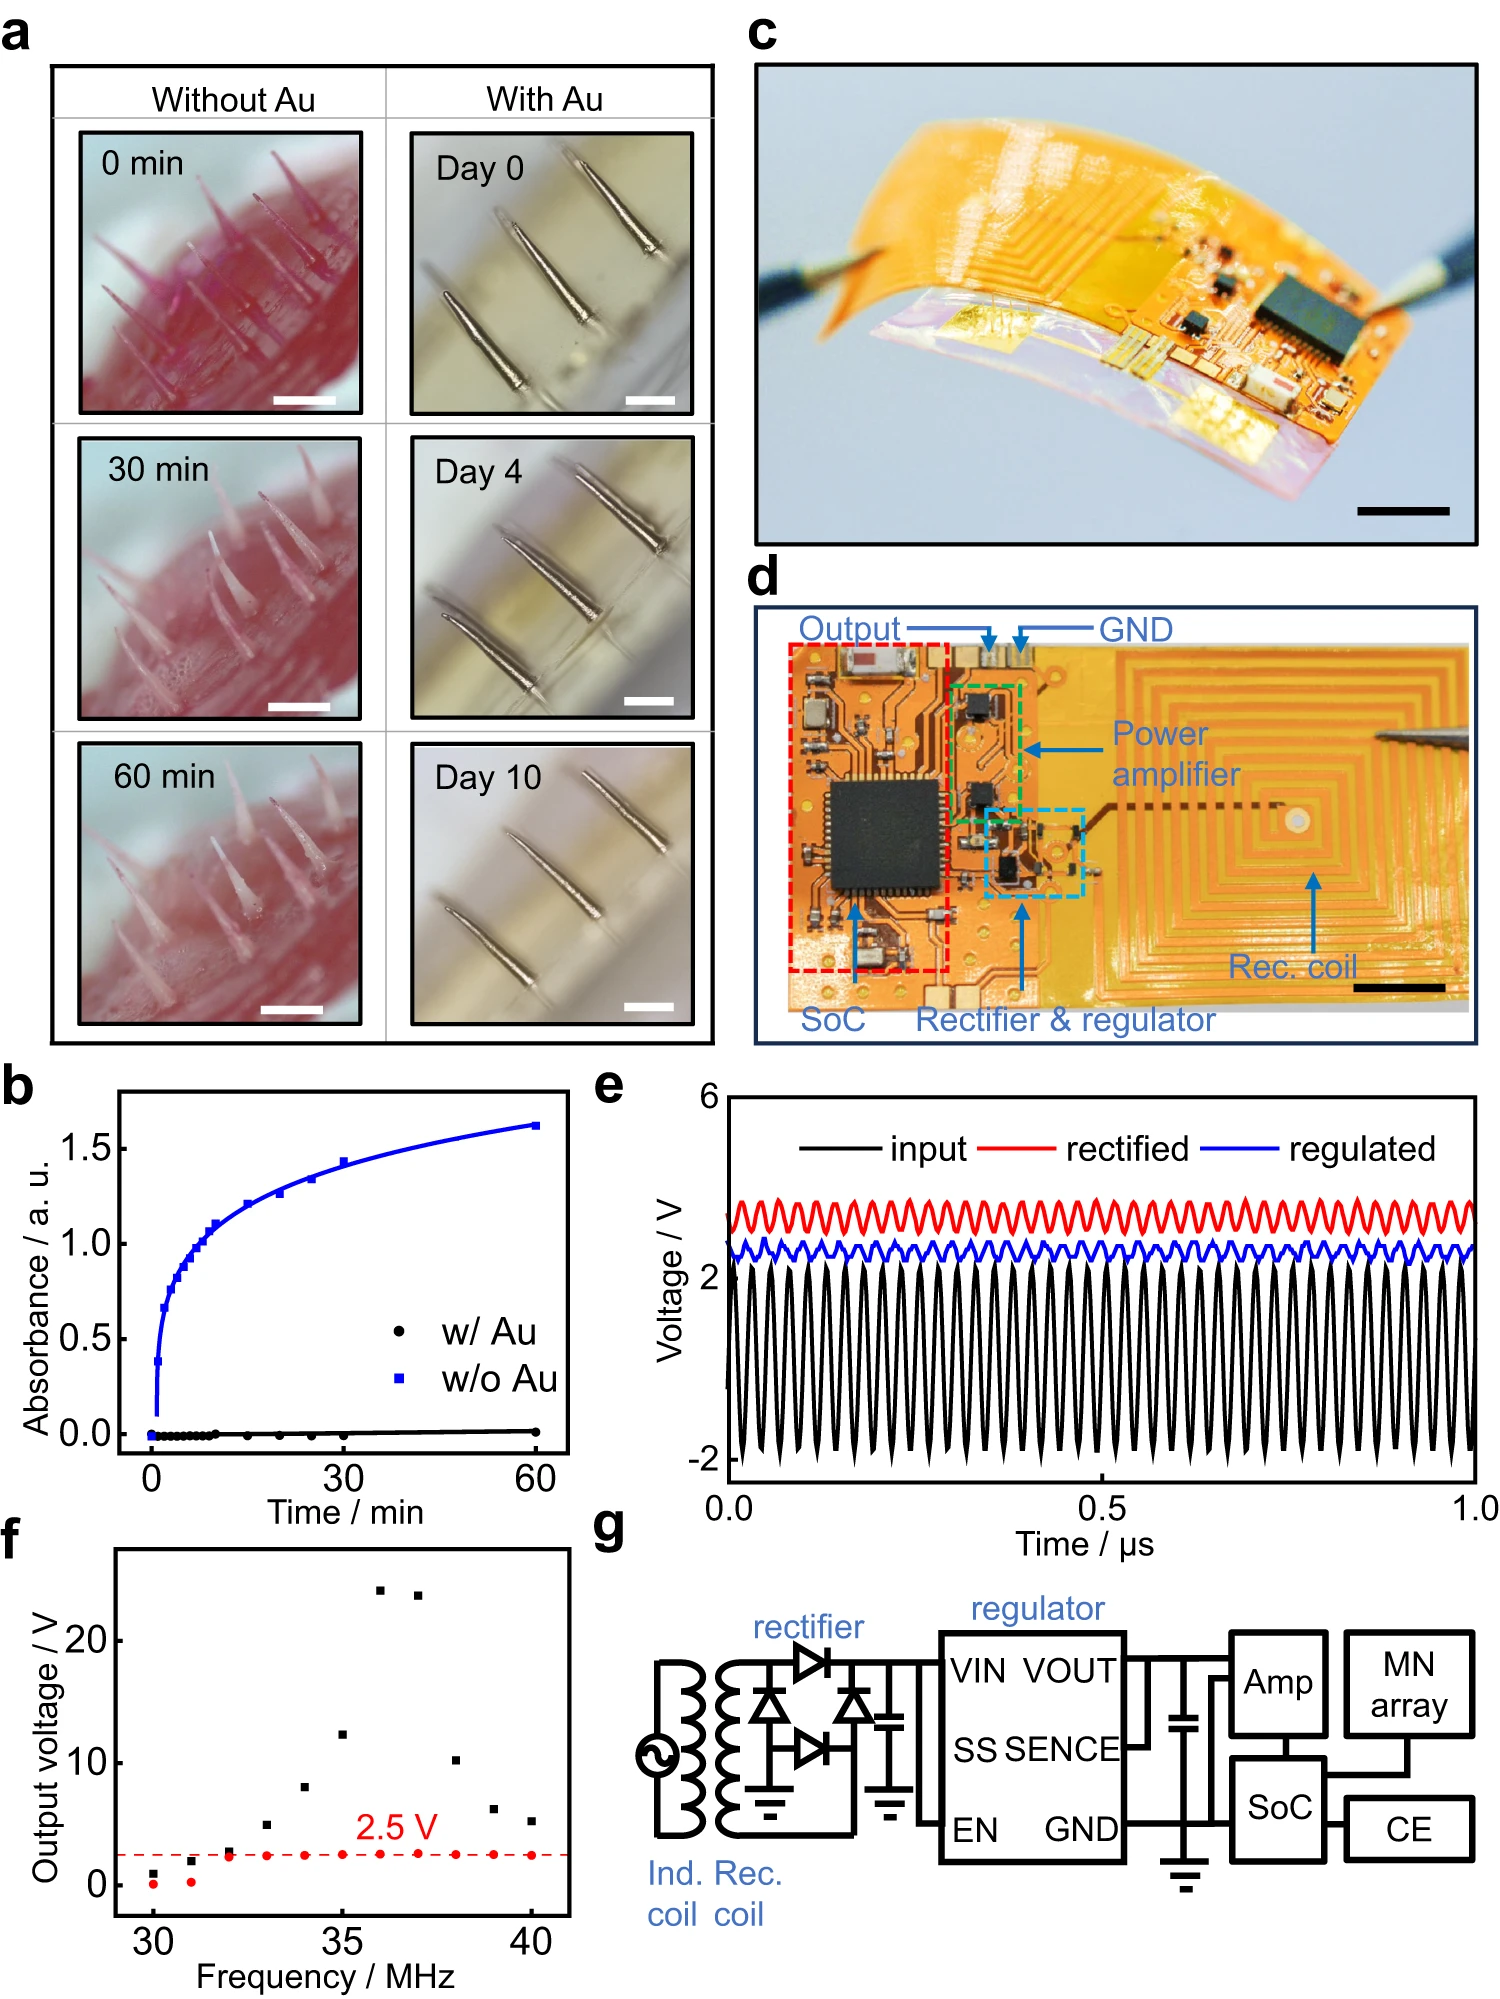 a
Without Au
With Au
0 min
Day 0
30 min
Day 4
60 min
Day 10
b
Absorbance / a. u.
1.5
1.0
0.5
0.0
w/ Au
w/o Au
0
30
60
Time / min
c
d
Output
GND
Power
amplifier
Rec. coil
SoC
Rectifier & regulator
e
Voltage / V
6
2
-2
input
rectified
regulated
0.0
0.5
1.0
Time / µs
f
Output voltage / V
20
10
0
2.5 V
30
35
40
Frequency / MHz
g
rectifier
regulator
VIN
VOUT
SS
SENCE
EN
GND
Amp
MN
array
SoC
CE
Ind.
coil
Rec.
coil